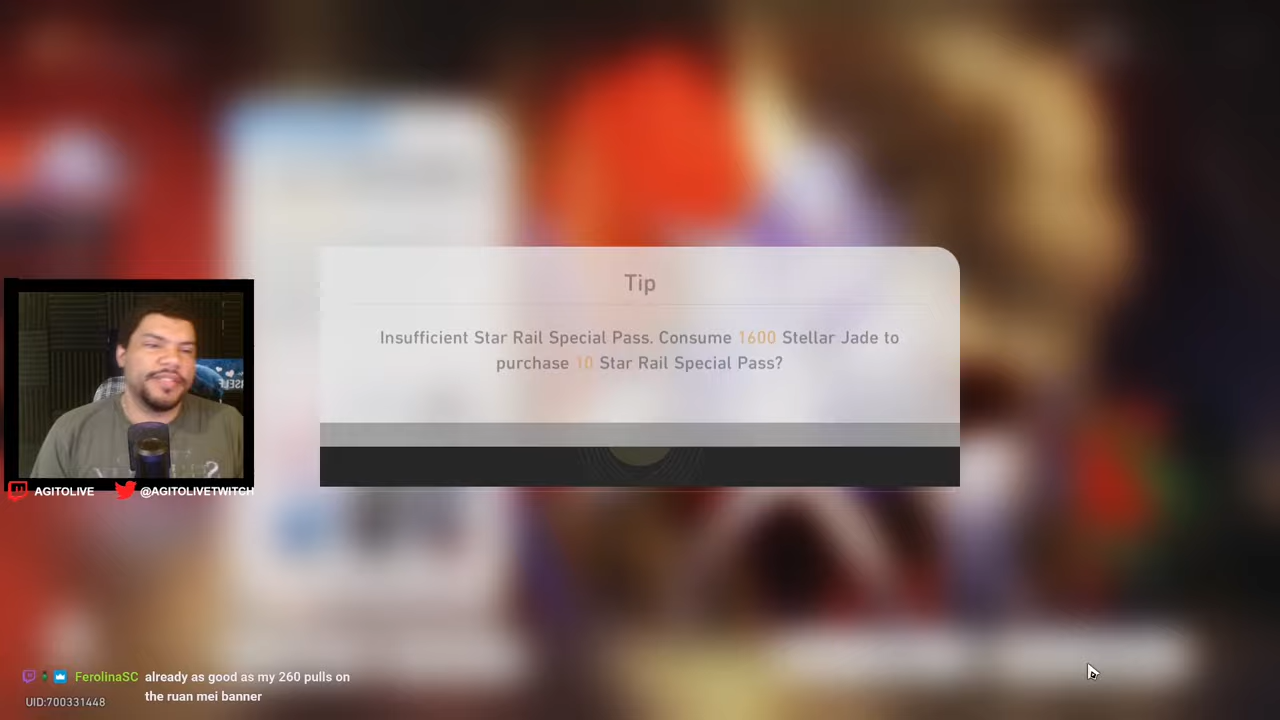 Tip
Insufficient Star Rail Special Pass. Consume 1600 Stellar Jade to
purchase 10 Star Rail Special Pass?
AGITOLIVE @AGITOLIVETWITCH
FerolinaSC already as good as my 260 pulls on
the ruan mei banner
UID:700331448